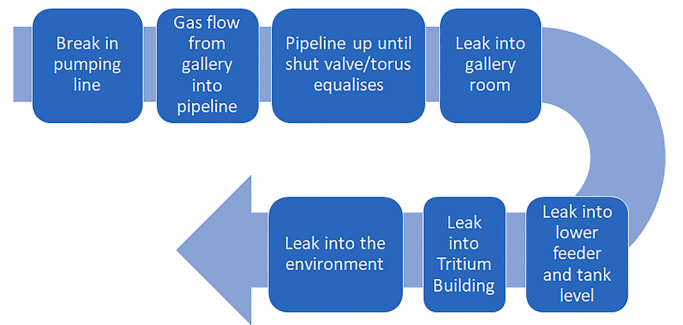 Break in
pumping
line
Gas flow
from
gallery
into
pipeline
Pipeline up until
shut valve/torus
equalises
Leak into
gallery
room
Leak into
lower
feeder
and tank
level
Leak
into
Tritium
Building
Leak into the
environment